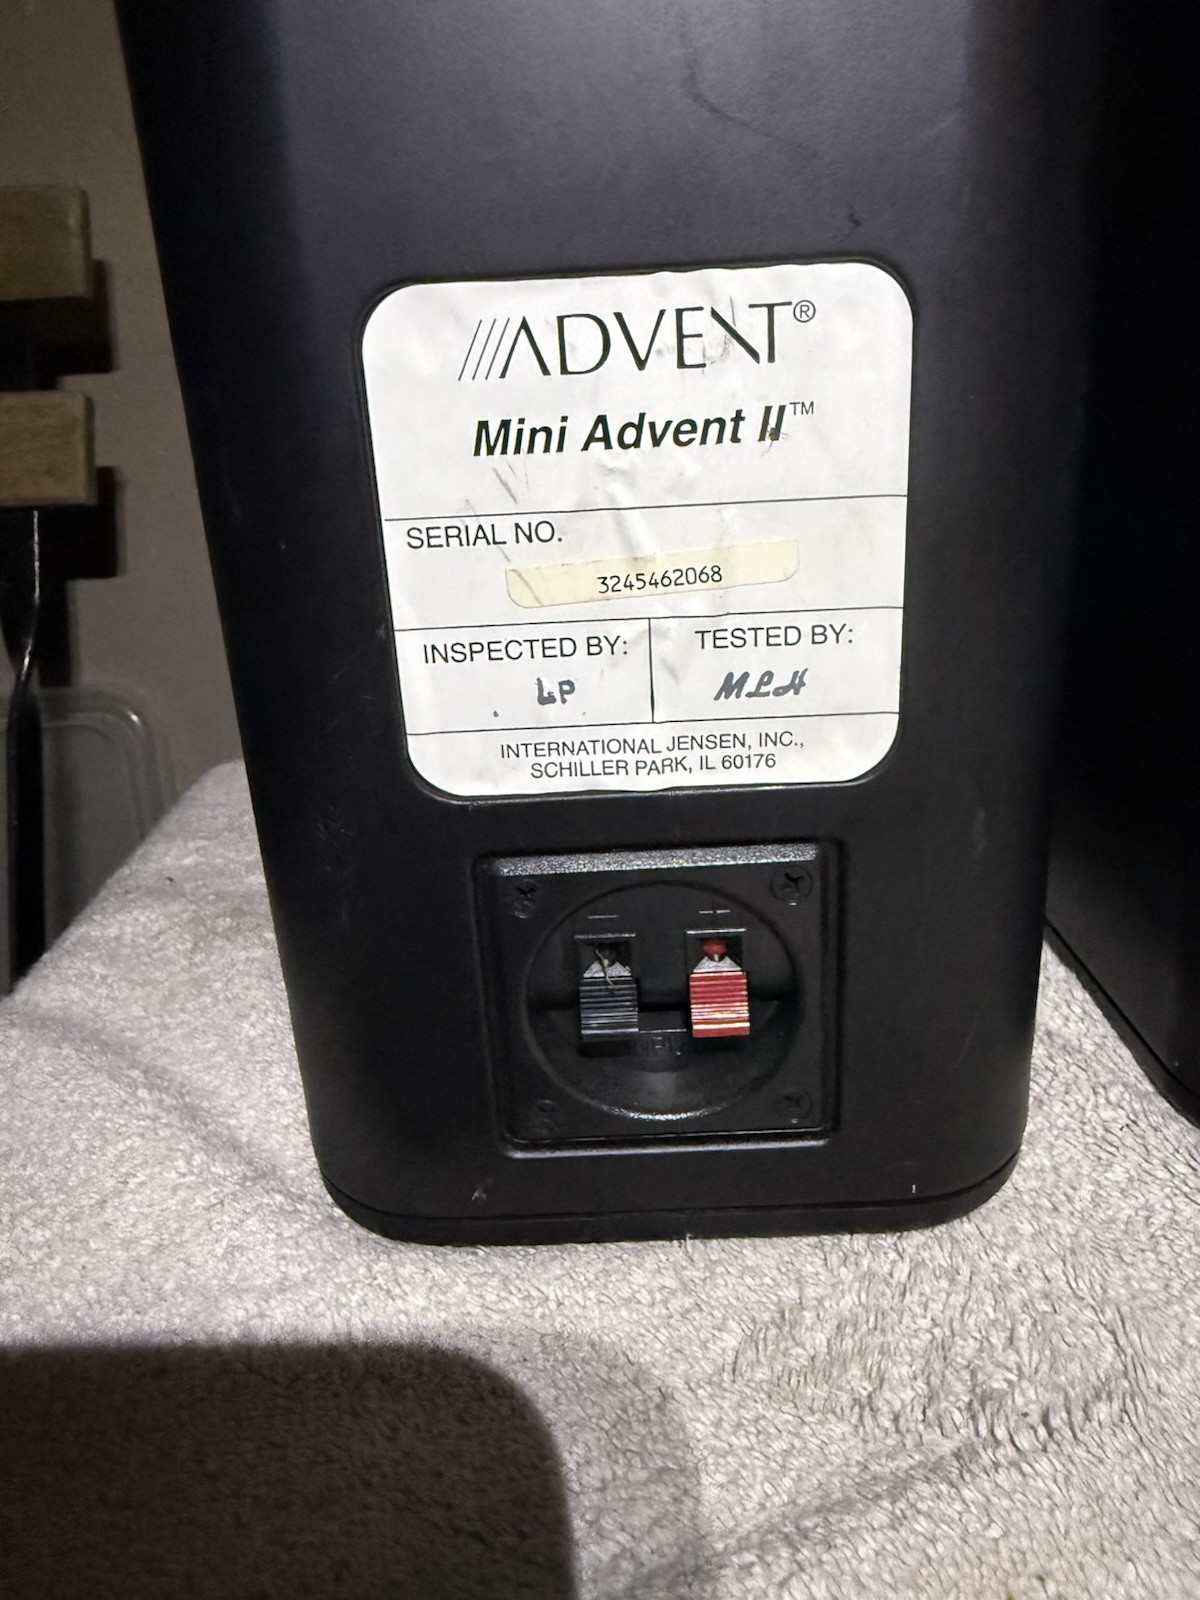 ADVENT®
Mini Advent II™
SERIAL NO.
3245462068
INSPECTED BY:
LP
TESTED BY:
MLH
INTERNATIONAL JENSEN, INC.,
SCHILLER PARK, IL 60176